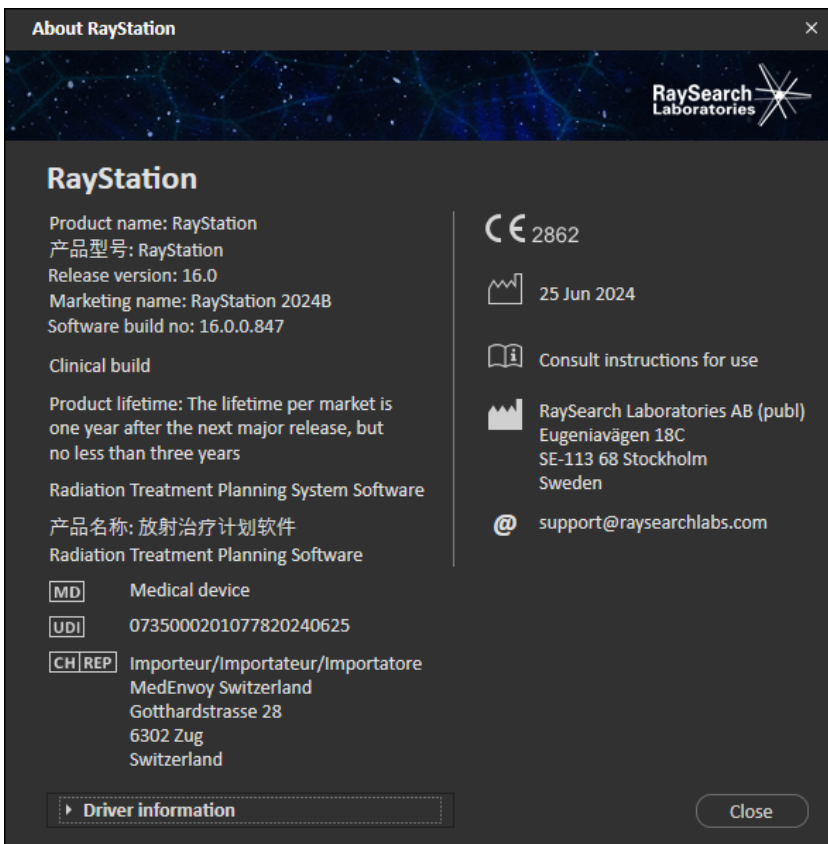 About RayStation
RaySearch
Laboratories
RayStation
Product name: RayStation
产品型号: RayStation
Release version: 16.0
Marketing name: RayStation 2024B
Software build no: 16.0.0.847
Clinical build
Product lifetime: The lifetime per market is
one year after the next major release, but
no less than three years
Radiation Treatment Planning System Software
产品名称: 放射治疗计划软件
Radiation Treatment Planning Software
MD Medical device
UDI 0735000201077820240625
CH REP Importeur/Importateur/Importatore
MedEnvoy Switzerland
Gotthardstrasse 28
6302 Zug
Switzerland
CE 2862
25 Jun 2024
i Consult instructions for use
RaySearch Laboratories AB (publ)
Eugeniavägen 18C
SE-113 68 Stockholm
Sweden
@ support@raysearchlabs.com
Driver information
Close